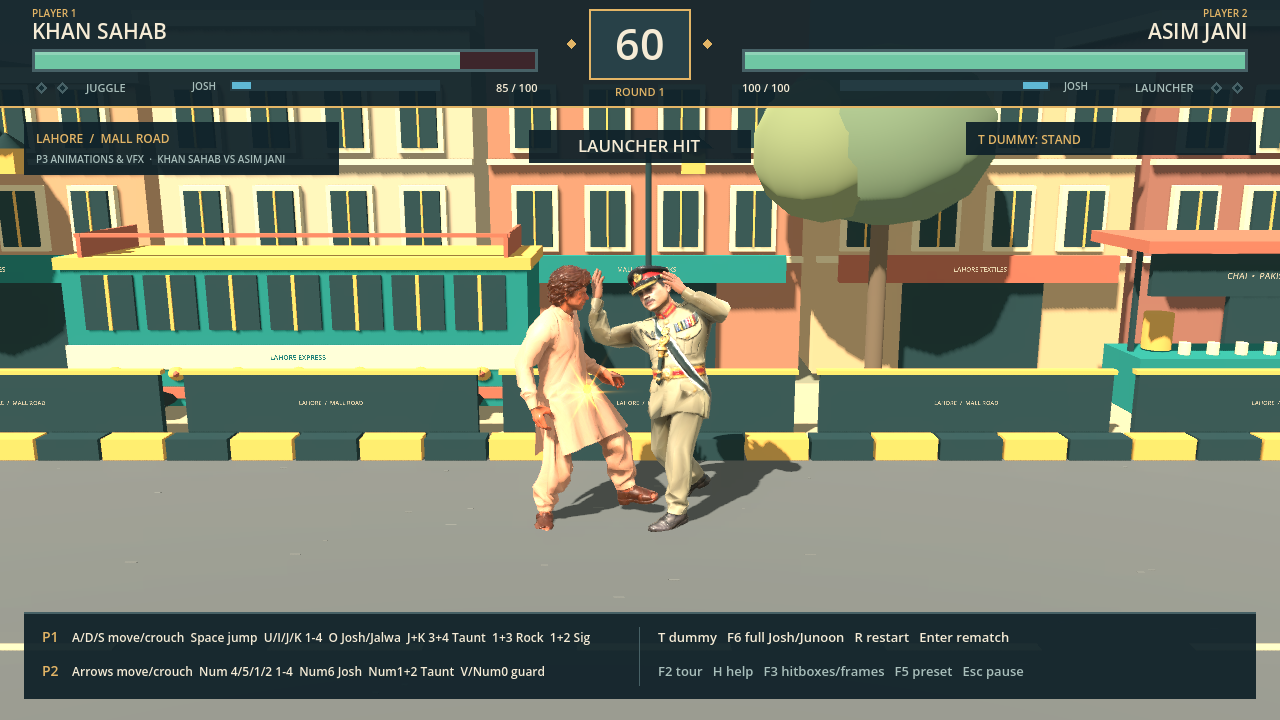 PLAYER 1
KHAN SAHAB
60
PLAYER 2
ASIM JANI
JUGGLE
JOSH
85 / 100
ROUND 1
100 / 100
JOSH
LAUNCHER
LAHORE / MALL ROAD
P3 ANIMATIONS & VFX · KHAN SAHAB VS ASIM JANI
LAUNCHER HIT
T DUMMY: STAND
LAHORE TEXTILES
CHAI •
LAHORE EXPRESS
/ MALL ROAD
LAHORE / MALL ROAD
LAHORE / MALL ROAD
P1 A/D/S move/crouch Space jump U/I/J/K 1-4 O Josh/Jalwa J+K 3+4 Taunt 1+3 Rock 1+2 Sig
T dummy F6 full Josh/Junoon R restart Enter rematch
P2 Arrows move/crouch Num 4/5/1/2 1-4 Num6 Josh Num1+2 Taunt V/Num0 guard
F2 tour H help F3 hitboxes/frames F5 preset Esc pause